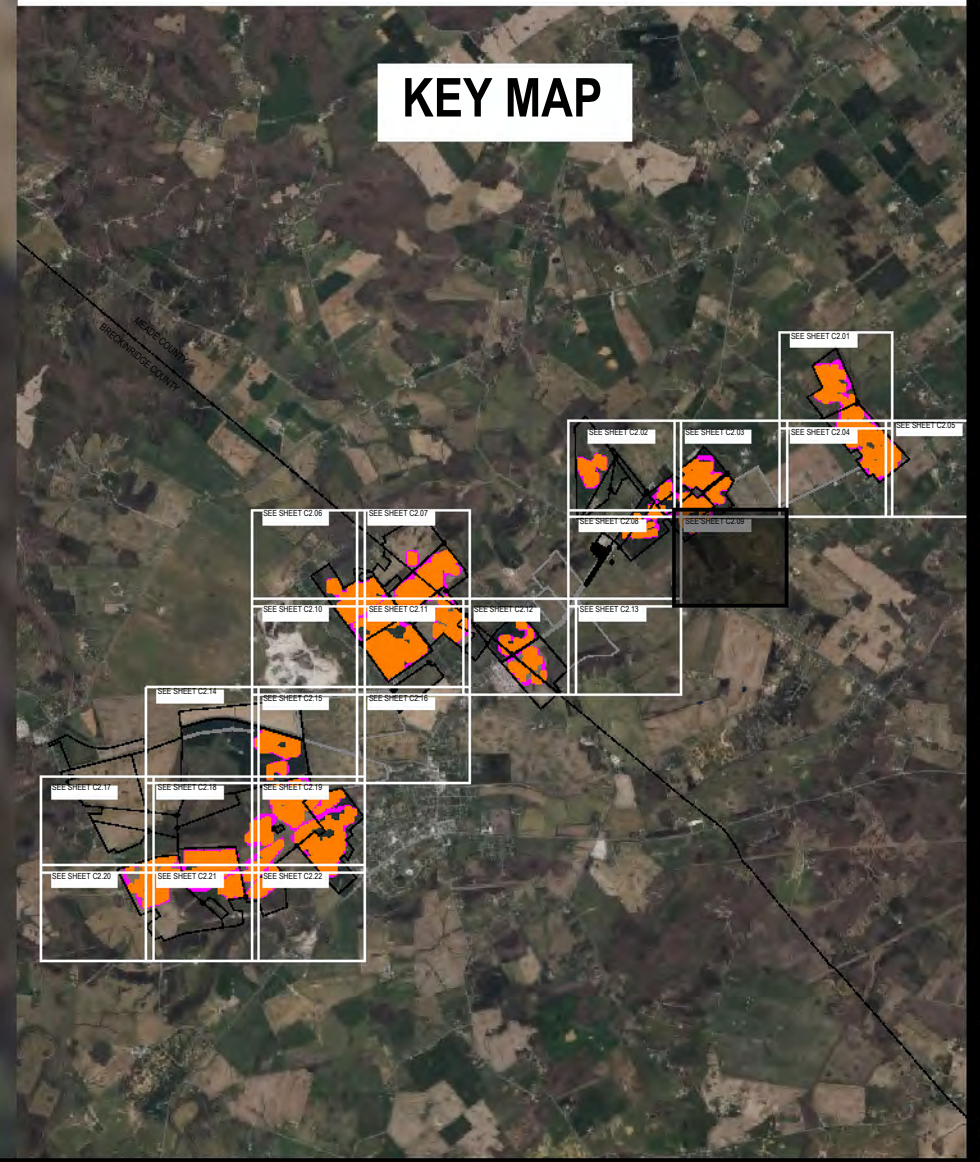 KEY MAP
MEADE COUNTY
BRECKINRIDGE COUNTY
SEE SHEET C2.01
SEE SHEET C2.02
SEE SHEET C2.03
SEE SHEET C2.04
SEE SHEET C2.05
SEE SHEET C2.06
SEE SHEET C2.07
SEE SHEET C2.08
SEE SHEET C2.09
SEE SHEET C2.10
SEE SHEET C2.11
SEE SHEET C2.12
SEE SHEET C2.13
SEE SHEET C2.14
SEE SHEET C2.15
SEE SHEET C2.16
SEE SHEET C2.17
SEE SHEET C2.18
SEE SHEET C2.19
SEE SHEET C2.20
SEE SHEET C2.21
SEE SHEET C2.22